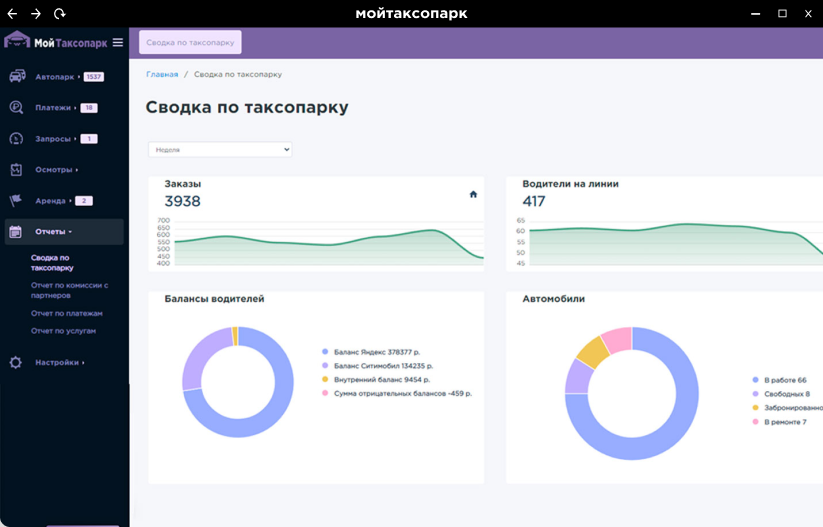 мойтаксопарк
МойТаксопарк
Сводка по таксопарку
Автопарк 1537
Платежи 18
Запросы 1
Осмотры
Аренда 2
Отчеты
Сводка по
таксопарку
Отчет по комиссии с
партнеров
Отчет по платежам
Отчет по услугам
Настройки
Главная / Сводка по таксопарку
Сводка по таксопарку
Неделя
Заказы
3938
700
650
600
550
500
450
400
Водители на линии
417
65
60
55
50
45
Балансы водителей
Баланс Яндекс 378377 р.
Баланс Ситимобил 134235 р.
Внутренний баланс 9454 р.
Сумма отрицательных балансов -459 р.
Автомобили
В работе 66
Свободных 8
Забронированно
В ремонте 7